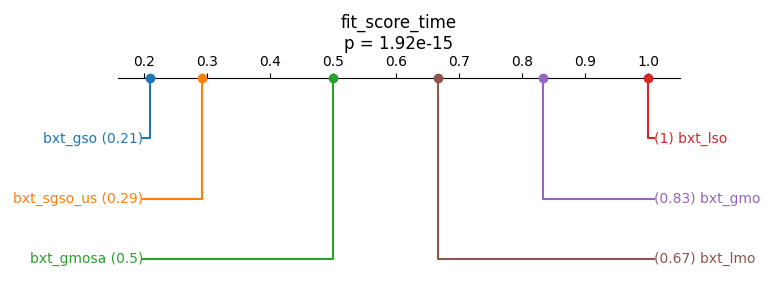 fit_score_time
p = 1.92e-15
0.2 0.3 0.4 0.5 0.6 0.7 0.8 0.9 1.0
bxt_gso (0.21) (1) bxt_lso
bxt_sgso_us (0.29) (0.83) bxt_gmo
bxt_gmosa (0.5) (0.67) bxt_lmo